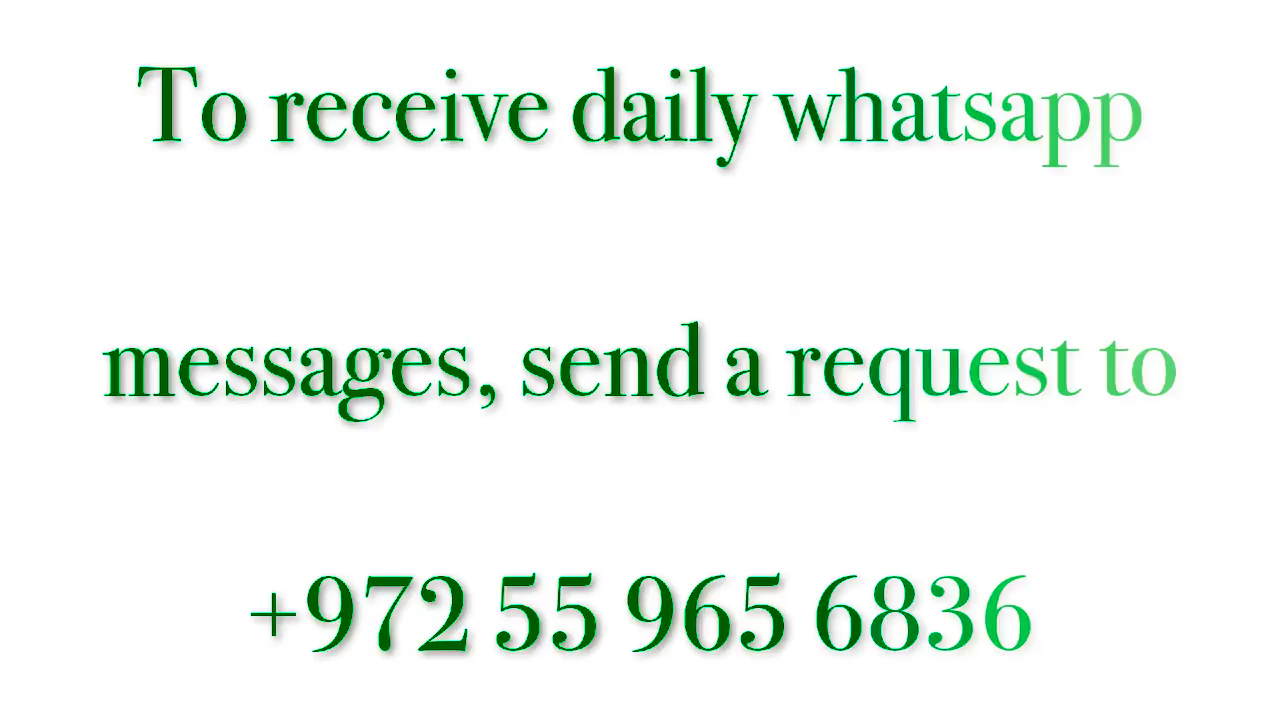 To receive daily whatsapp
messages, send a request to
+972 55 965 6836